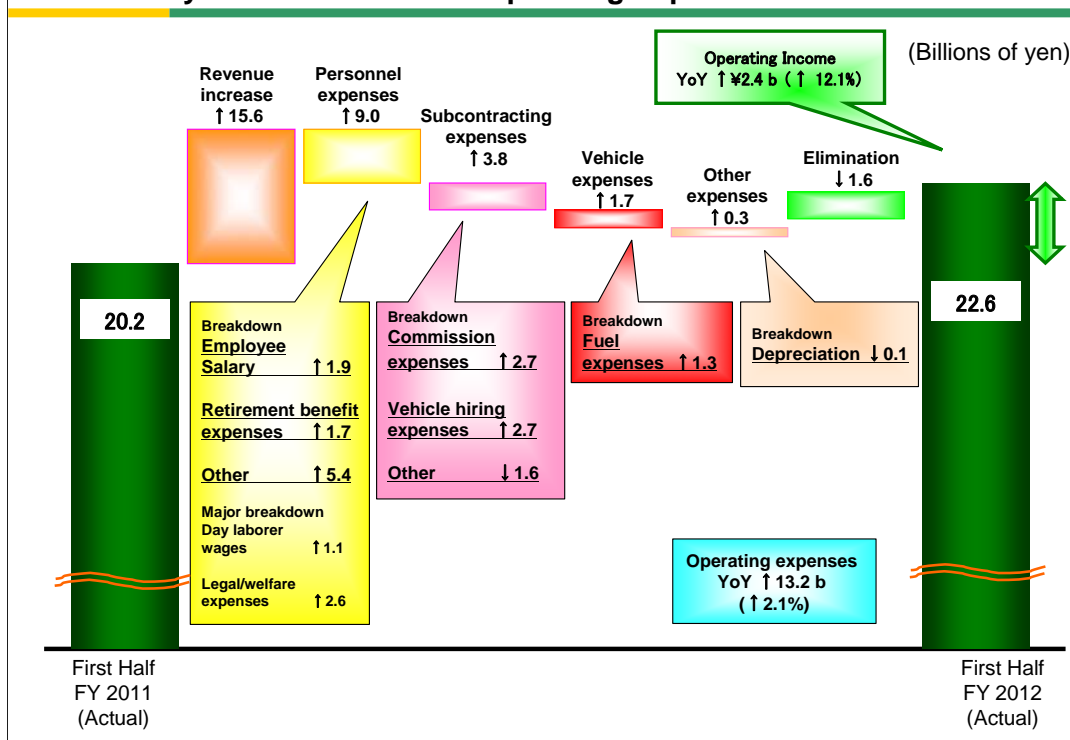 (Billions of yen)
Operating Income
YoY ↑¥2.4 b (↑ 12.1%)
Revenue
increase
↑15.6
Personnel
expenses
↑9.0
Subcontracting
expenses
↑3.8
Vehicle
expenses
↑1.7
Other
expenses
↑0.3
Elimination
↓1.6
20.2
22.6
Breakdown
Employee
Salary ↑1.9
Retirement benefit
expenses ↑1.7
Other ↑5.4
Major breakdown
Day laborer
wages ↑1.1
Legal/welfare
expenses ↑2.6
Breakdown
Commission
expenses ↑2.7
Vehicle hiring
expenses ↑2.7
Other ↓1.6
Breakdown
Fuel
expenses ↑1.3
Breakdown
Depreciation ↓0.1
Operating expenses
YoY ↑13.2 b
(↑2.1%)
First Half
FY 2011
(Actual)
First Half
FY 2012
(Actual)